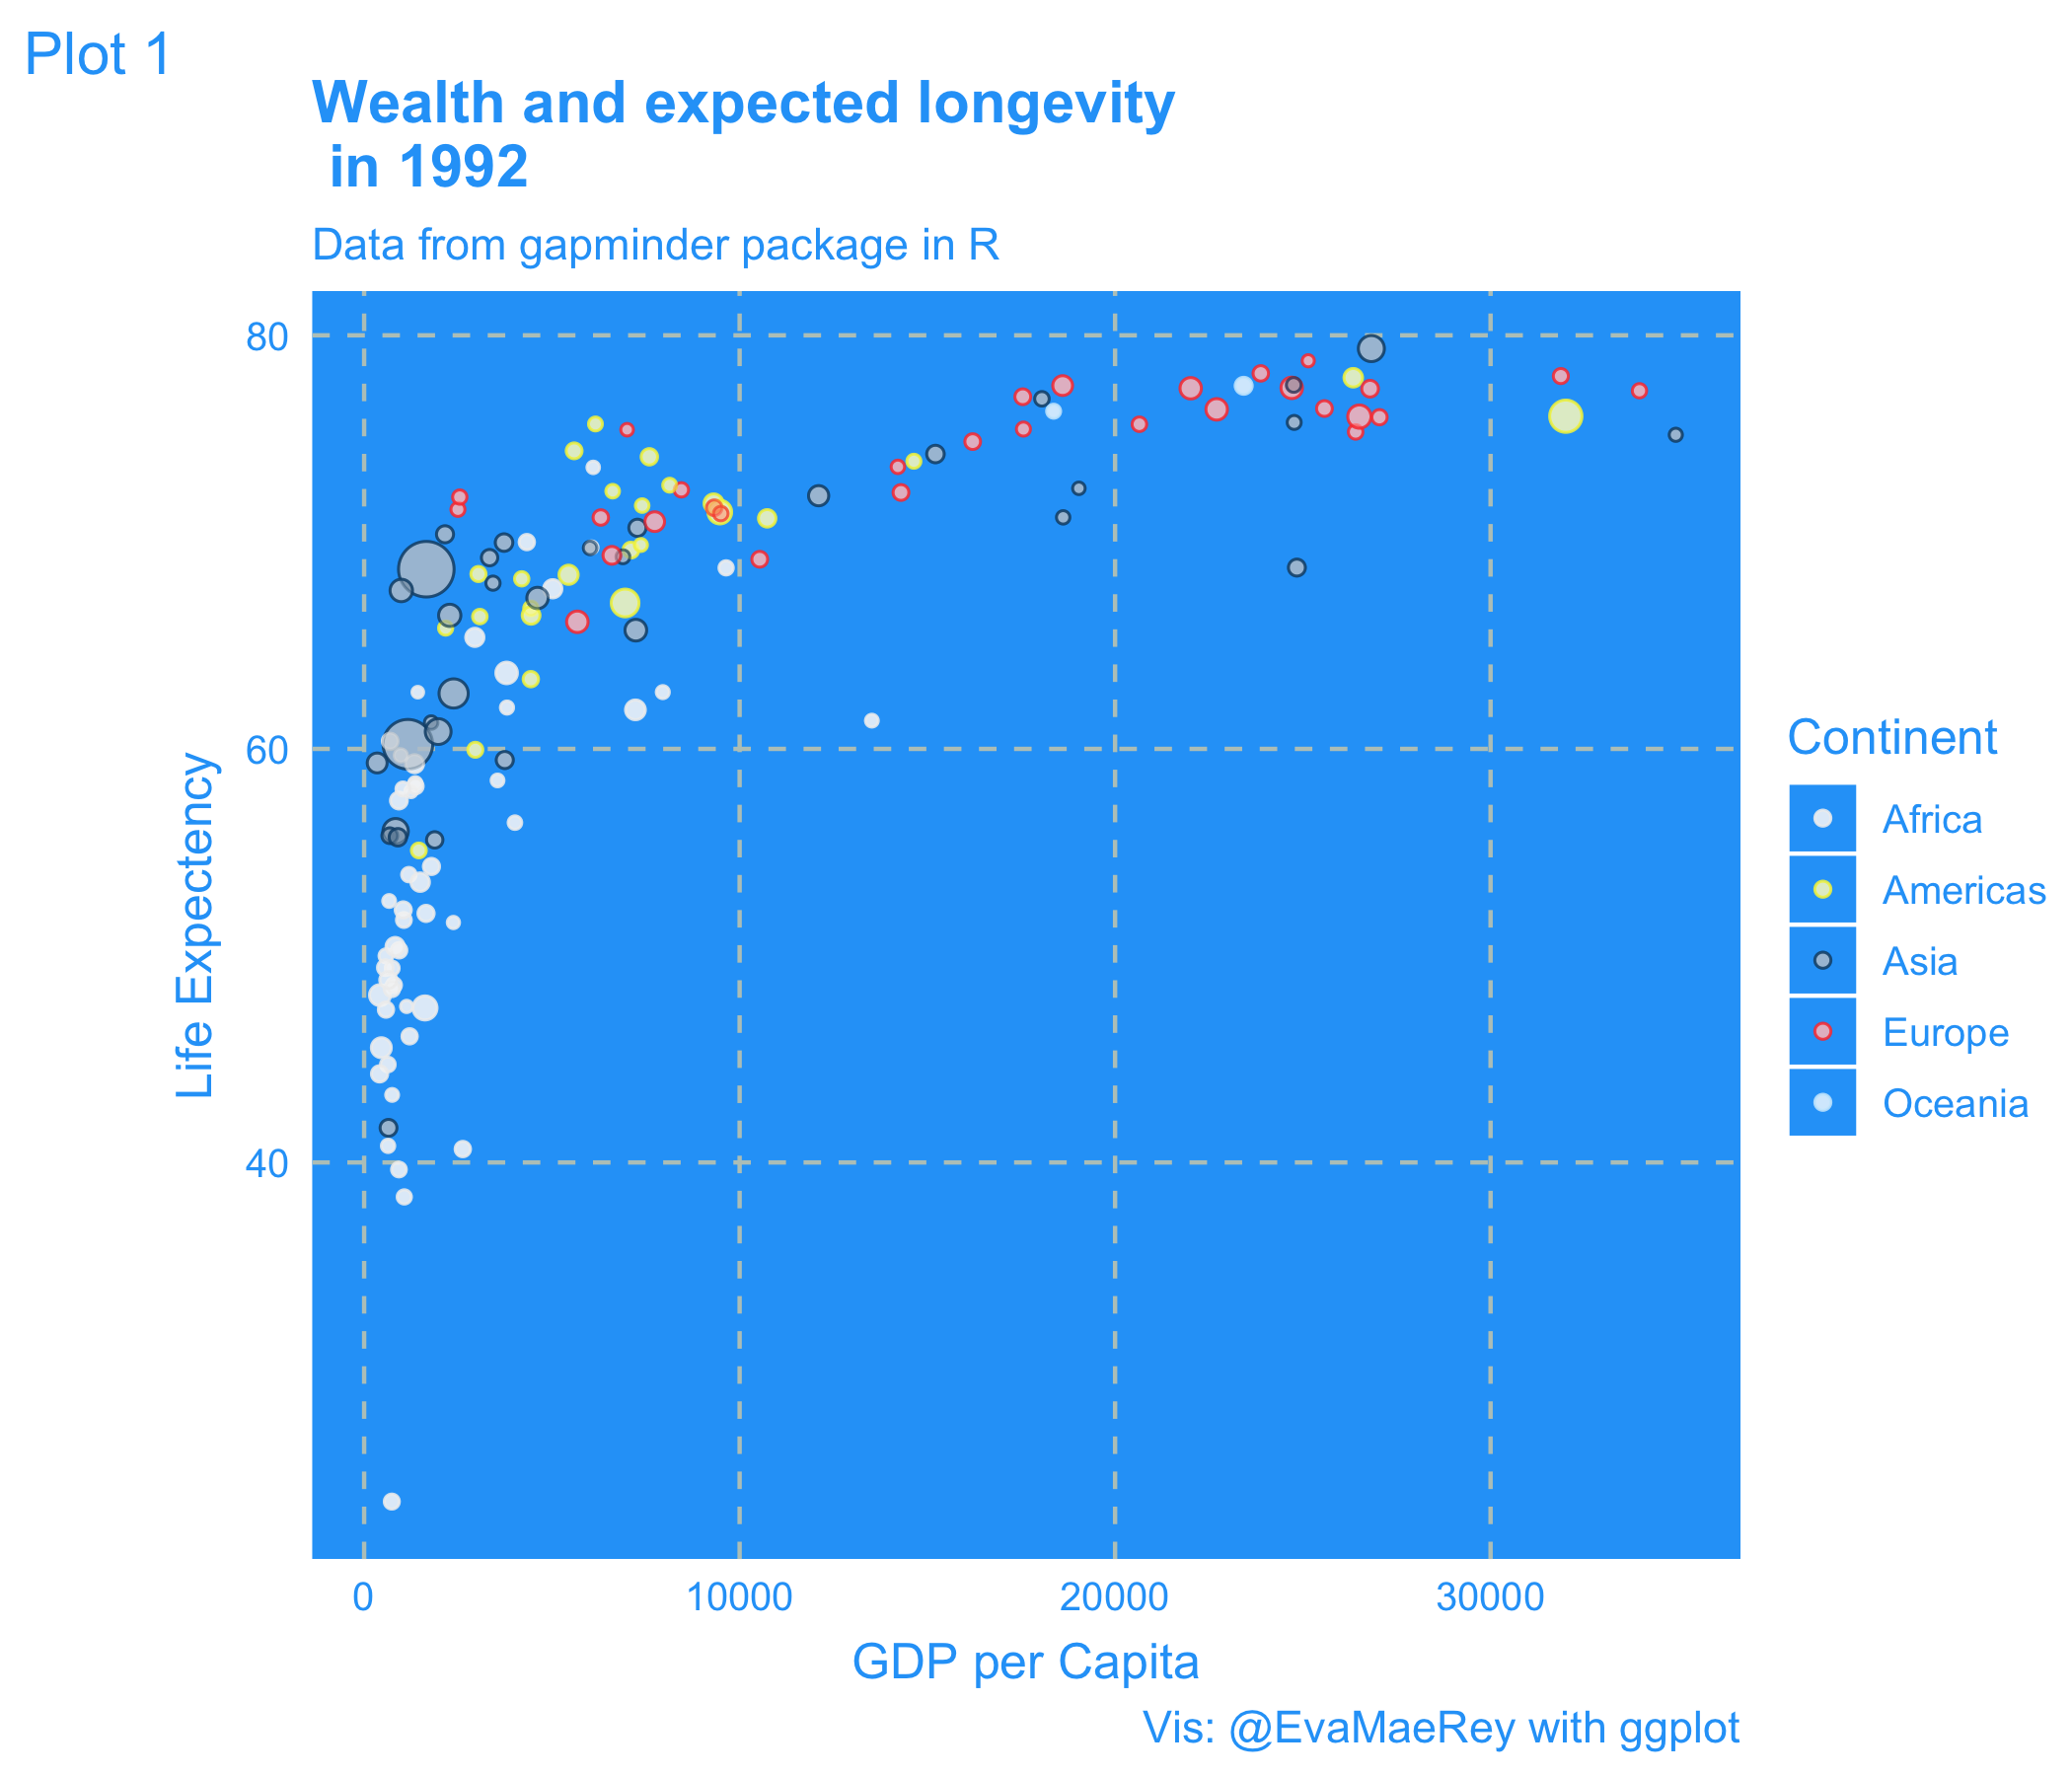 Plot 1
Wealth and expected longevity
in 1992
Data from gapminder package in R
80
60
40
Life Expectency
0
10000
20000
30000
GDP per Capita
Continent
Africa
Americas
Asia
Europe
Oceania
Vis: @EvaMaeRey with ggplot